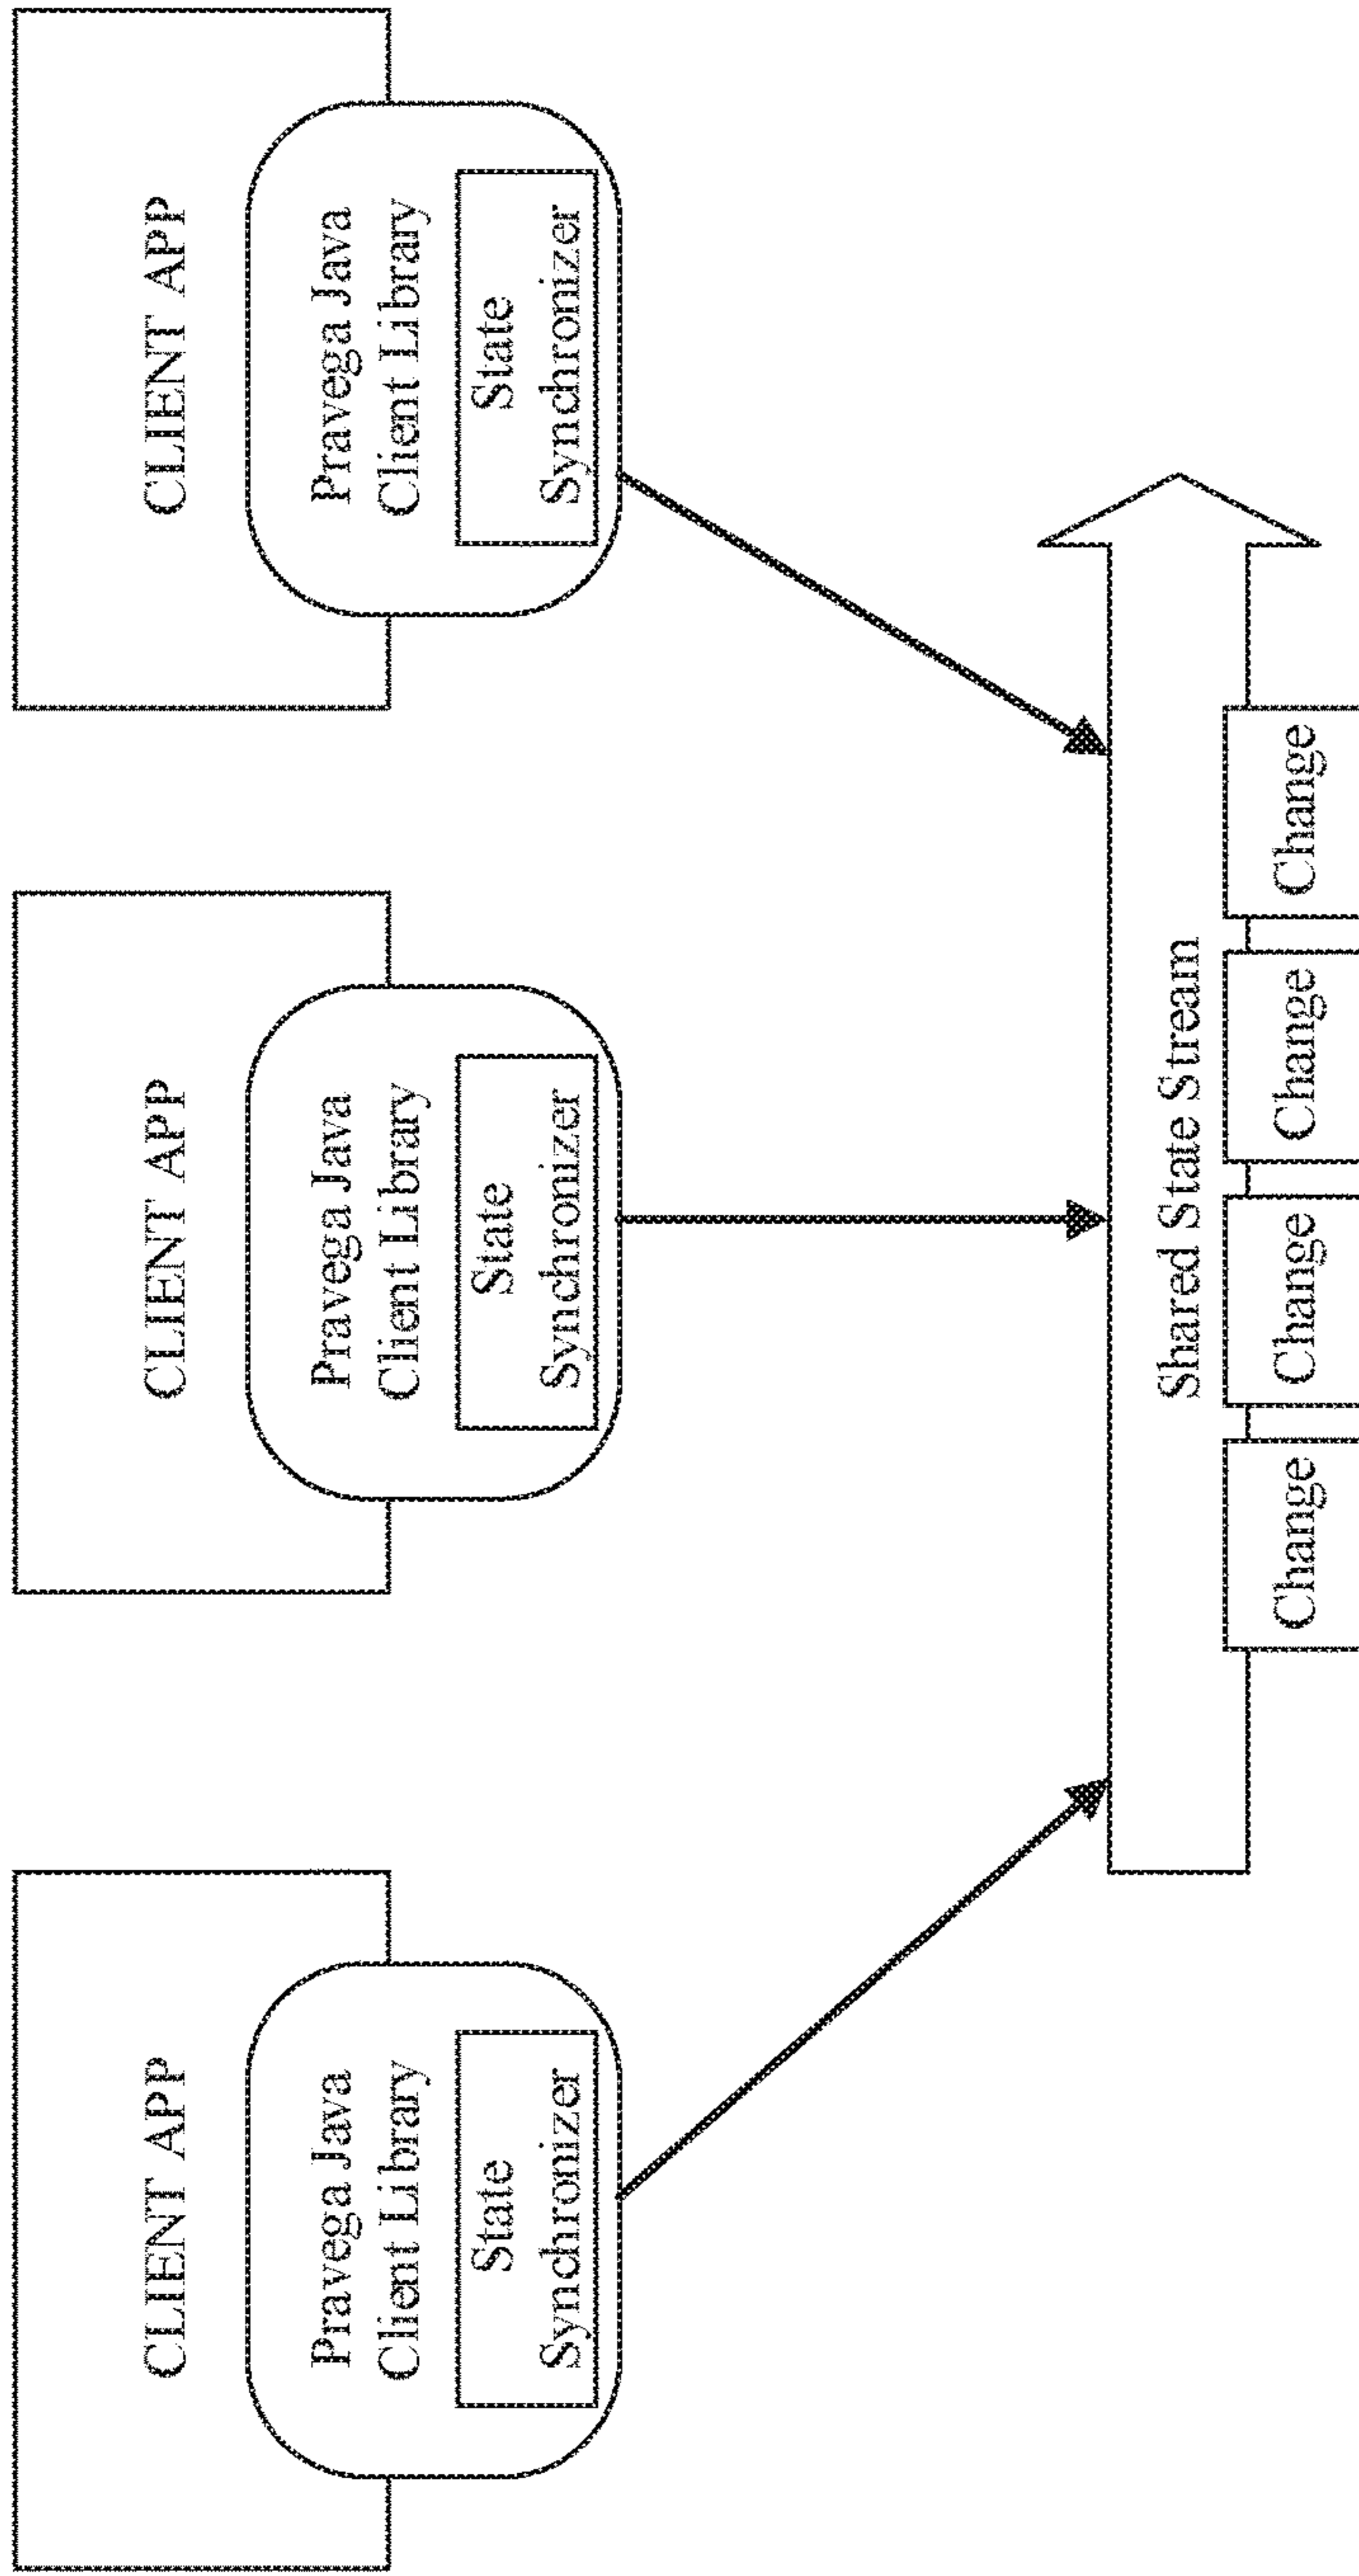 CLIENT APP
Pravega Java
Client Library
State
Synchronizer
CLIENT APP
Pravega Java
Client Library
State
Synchronizer
CLIENT APP
Pravega Java
Client Library
State
Synchronizer
Shared State Stream
Change
Change
Change
Change